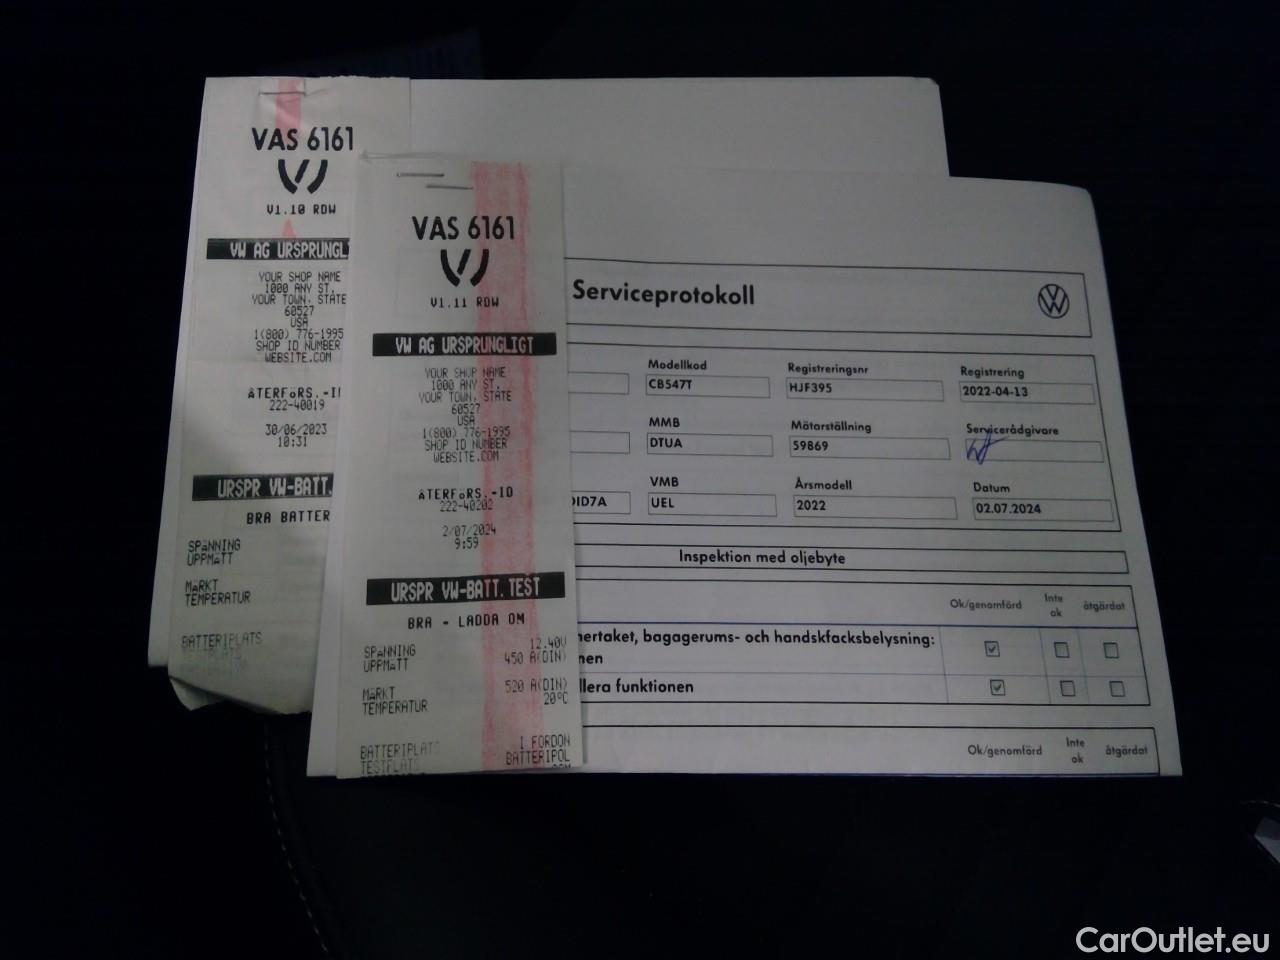 VAS 6161
V1.10 RDW
VW AG URSPRUNGL
YOUR SHOP NAME
1000 ANY ST.
YOUR TOWN, STATE
60527
USA
1(800) 776-1995
SHOP ID NUMBER
WEBSITE.COM
ÅTERFöRS.-I
222-40019
30/06/2023
10:31
URSPR VW-BATT.
BRA BATTER
SPäNNING
UPPMäTT
MäRKT
TEMPERATUR
BATTERIPLATS
VAS 6161
V1.11 RDW
VW AG URSPRUNGLIGT
YOUR SHOP NAME
1000 ANY ST.
YOUR TOWN, STATE
60527
USA
1(800) 776-1995
SHOP ID NUMBER
WEBSITE.COM
ÅTERFöRS.-ID
222-40202
2/07/2024
9:59
URSPR VW-BATT.TEST
BRA - LADDA OM
SPäNNING 12.40V
UPPMäTT 450 A(DIN)
MäRKT 520 A(DIN)
TEMPERATUR 20°C
BATTERIPLATS I FORDON
TESTPLATS BATTERIPOL
Serviceprotokoll
Modellkod Registreringsnr Registrering
CB547T HJF395 2022-04-13
MMB Mätarställning Servicerådgivare
DTUA 59869
VMB Årsmodell Datum
DID7A UEL 2022 02.07.2024
Inspektion med oljebyte
Ok/genomförd Inte ok åtgärdat
nertaket, bagagerums- och handskfacksbelysning:
nen
llera funktionen
Ok/genomförd Inte ok åtgärdat
CarOutlet.eu